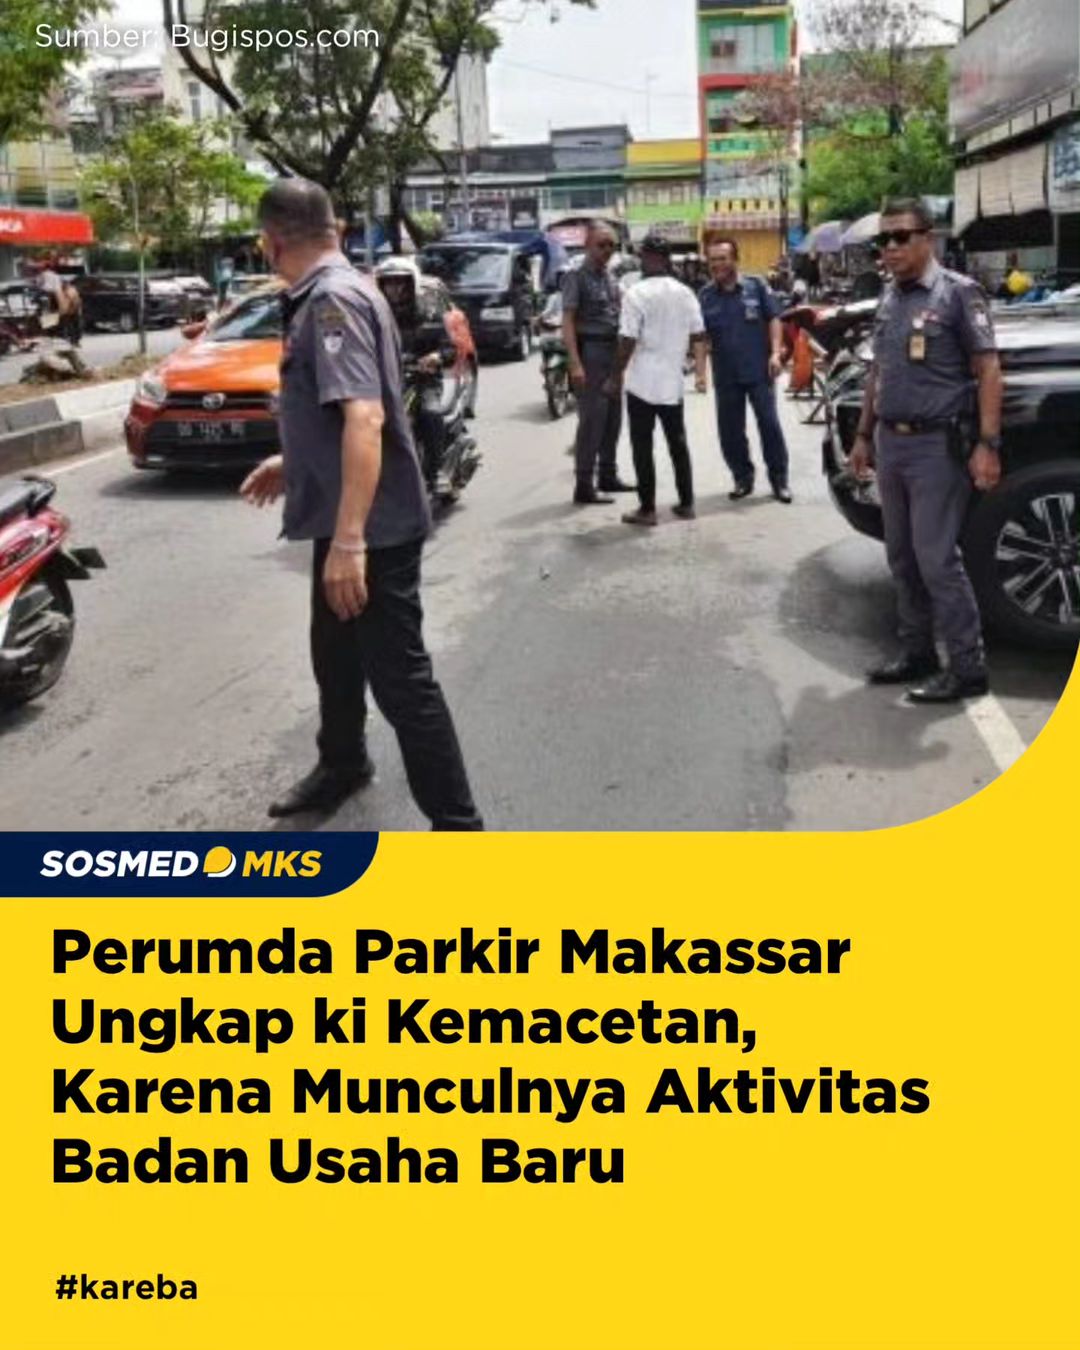 Sumber: Bugispos.com
SOSMED MKS
Perumda Parkir Makassar
Ungkap ki Kemacetan,
Karena Munculnya Aktivitas
Badan Usaha Baru
#kareba